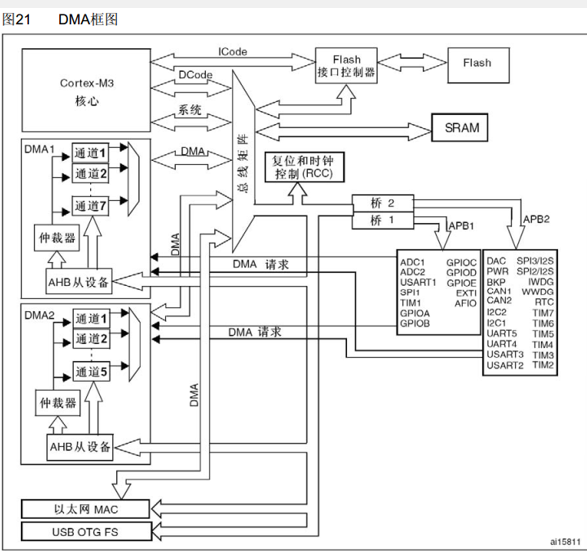 图21 DMA框图
ICode
Cortex-M3
核心
DCode
系统
DMA
Flash
接口控制器
Flash
SRAM
总线矩阵
复位和时钟
控制(RCC)
DMA1
通道1
通道2
通道7
仲裁器
AHB从设备
DMA
桥 2
桥 1
APB1
APB2
DMA 请求
ADC1 GPIOC
ADC2 GPIOD
USART1 GPIOE
SPI1 EXTI
TIM1 AFIO
GPIOA
GPIOB
DAC SPI3/I2S
PWR SPI2/I2S
BKP IWDG
CAN1 WWDG
CAN2 RTC
I2C2 TIM7
I2C1 TIM6
UART5 TIM5
UART4 TIM4
USART3 TIM3
USART2 TIM2
DMA2
通道1
通道2
通道5
仲裁器
AHB从设备
DMA 请求
DMA
以太网 MAC
USB OTG FS
ai15811